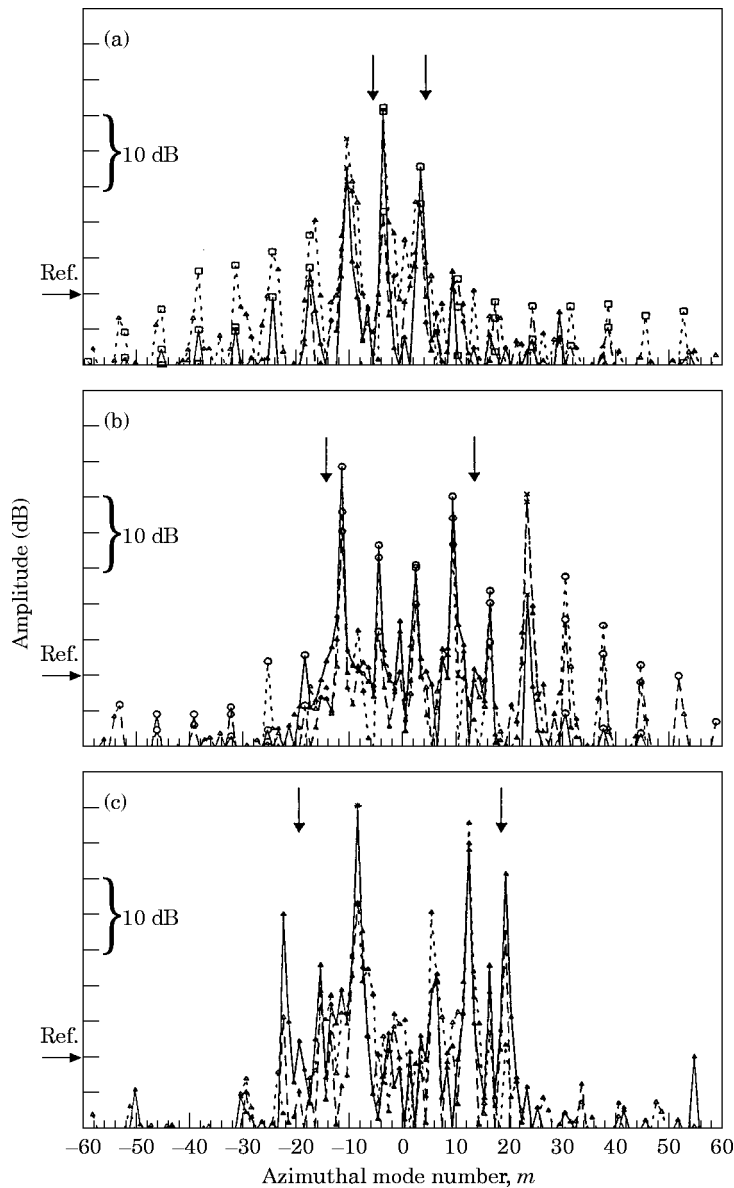 (a)
10 dB
Ref.
(b)
10 dB
Amplitude (dB)
Ref.
(c)
10 dB
Ref.
−60 −50 −40 −30 −20 −10 0 10 20 30 40 50 60
Azimuthal mode number, m